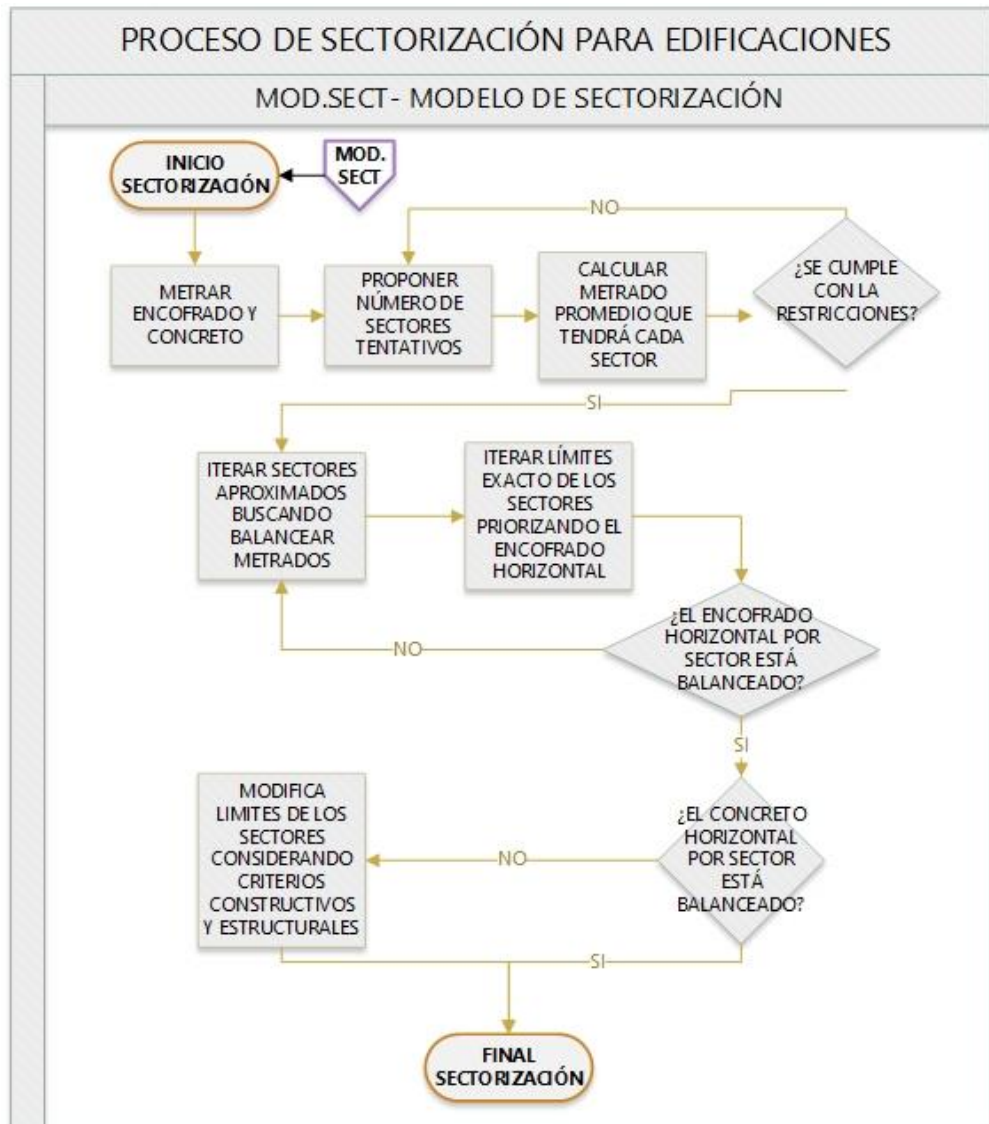 PROCESO DE SECTORIZACIÓN PARA EDIFICACIONES
MOD.SECT- MODELO DE SECTORIZACIÓN
INICIO
SECTORIZACIÓN
MOD.
SECT
NO
METRAR
ENCOFRADO Y
CONCRETO
PROPONER
NÚMERO DE
SECTORES
TENTATIVOS
CALCULAR
METRADO
PROMEDIO QUE
TENDRÁ CADA
SECTOR
¿SE CUMPLE
CON LA
RESTRICCIONES?
SI
ITERAR SECTORES
APROXIMADOS
BUSCANDO
BALANCEAR
METRADOS
ITERAR LÍMITES
EXACTO DE LOS
SECTORES
PRIORIZANDO EL
ENCOFRADO
HORIZONTAL
¿EL ENCOFRADO
HORIZONTAL POR
SECTOR ESTÁ
BALANCEADO?
NO
SI
MODIFICA
LIMITES DE LOS
SECTORES
CONSIDERANDO
CRITERIOS
CONSTRUCTIVOS
Y ESTRUCTURALES
NO
¿EL CONCRETO
HORIZONTAL
POR SECTOR
ESTÁ
BALANCEADO?
SI
FINAL
SECTORIZACIÓN